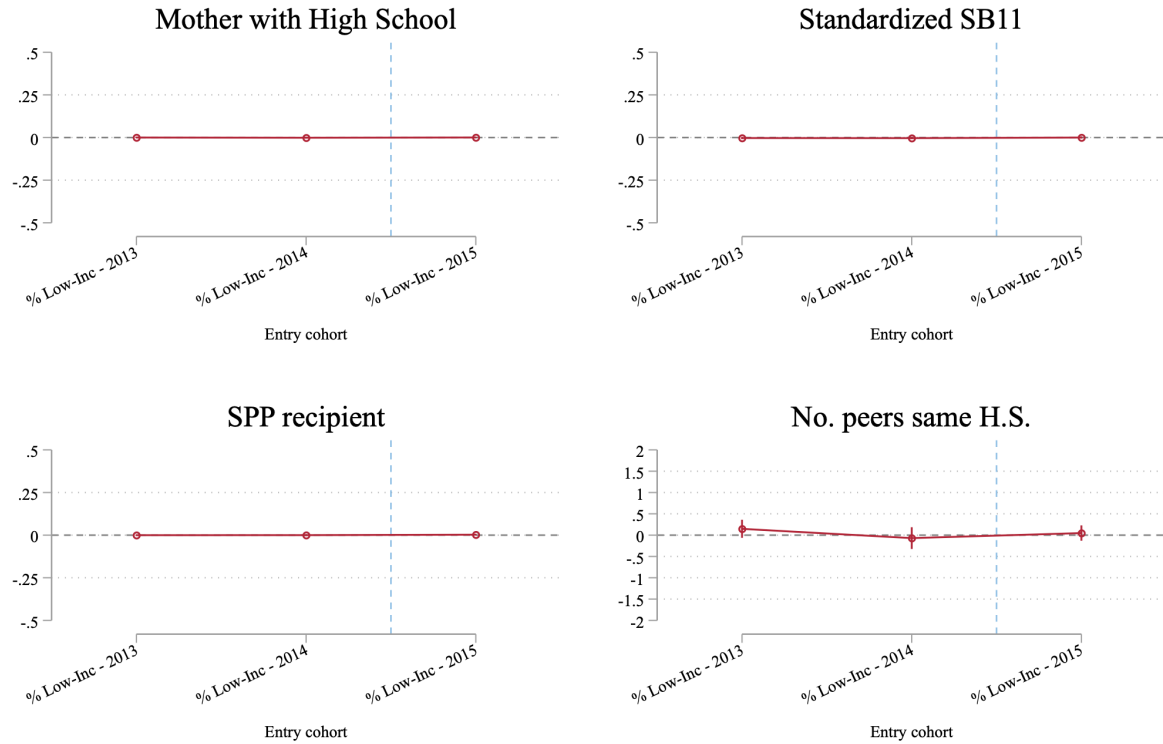 Mother with High School
.5
.25
0
-.25
-.5
% Low-Inc - 2013
% Low-Inc - 2014
% Low-Inc - 2015
Entry cohort
Standardized SB11
.5
.25
0
-.25
-.5
% Low-Inc - 2013
% Low-Inc - 2014
% Low-Inc - 2015
Entry cohort
SPP recipient
.5
.25
0
-.25
-.5
% Low-Inc - 2013
% Low-Inc - 2014
% Low-Inc - 2015
Entry cohort
No. peers same H.S.
2
1.5
1
.5
0
-.5
-1
-1.5
-2
% Low-Inc - 2013
% Low-Inc - 2014
% Low-Inc - 2015
Entry cohort